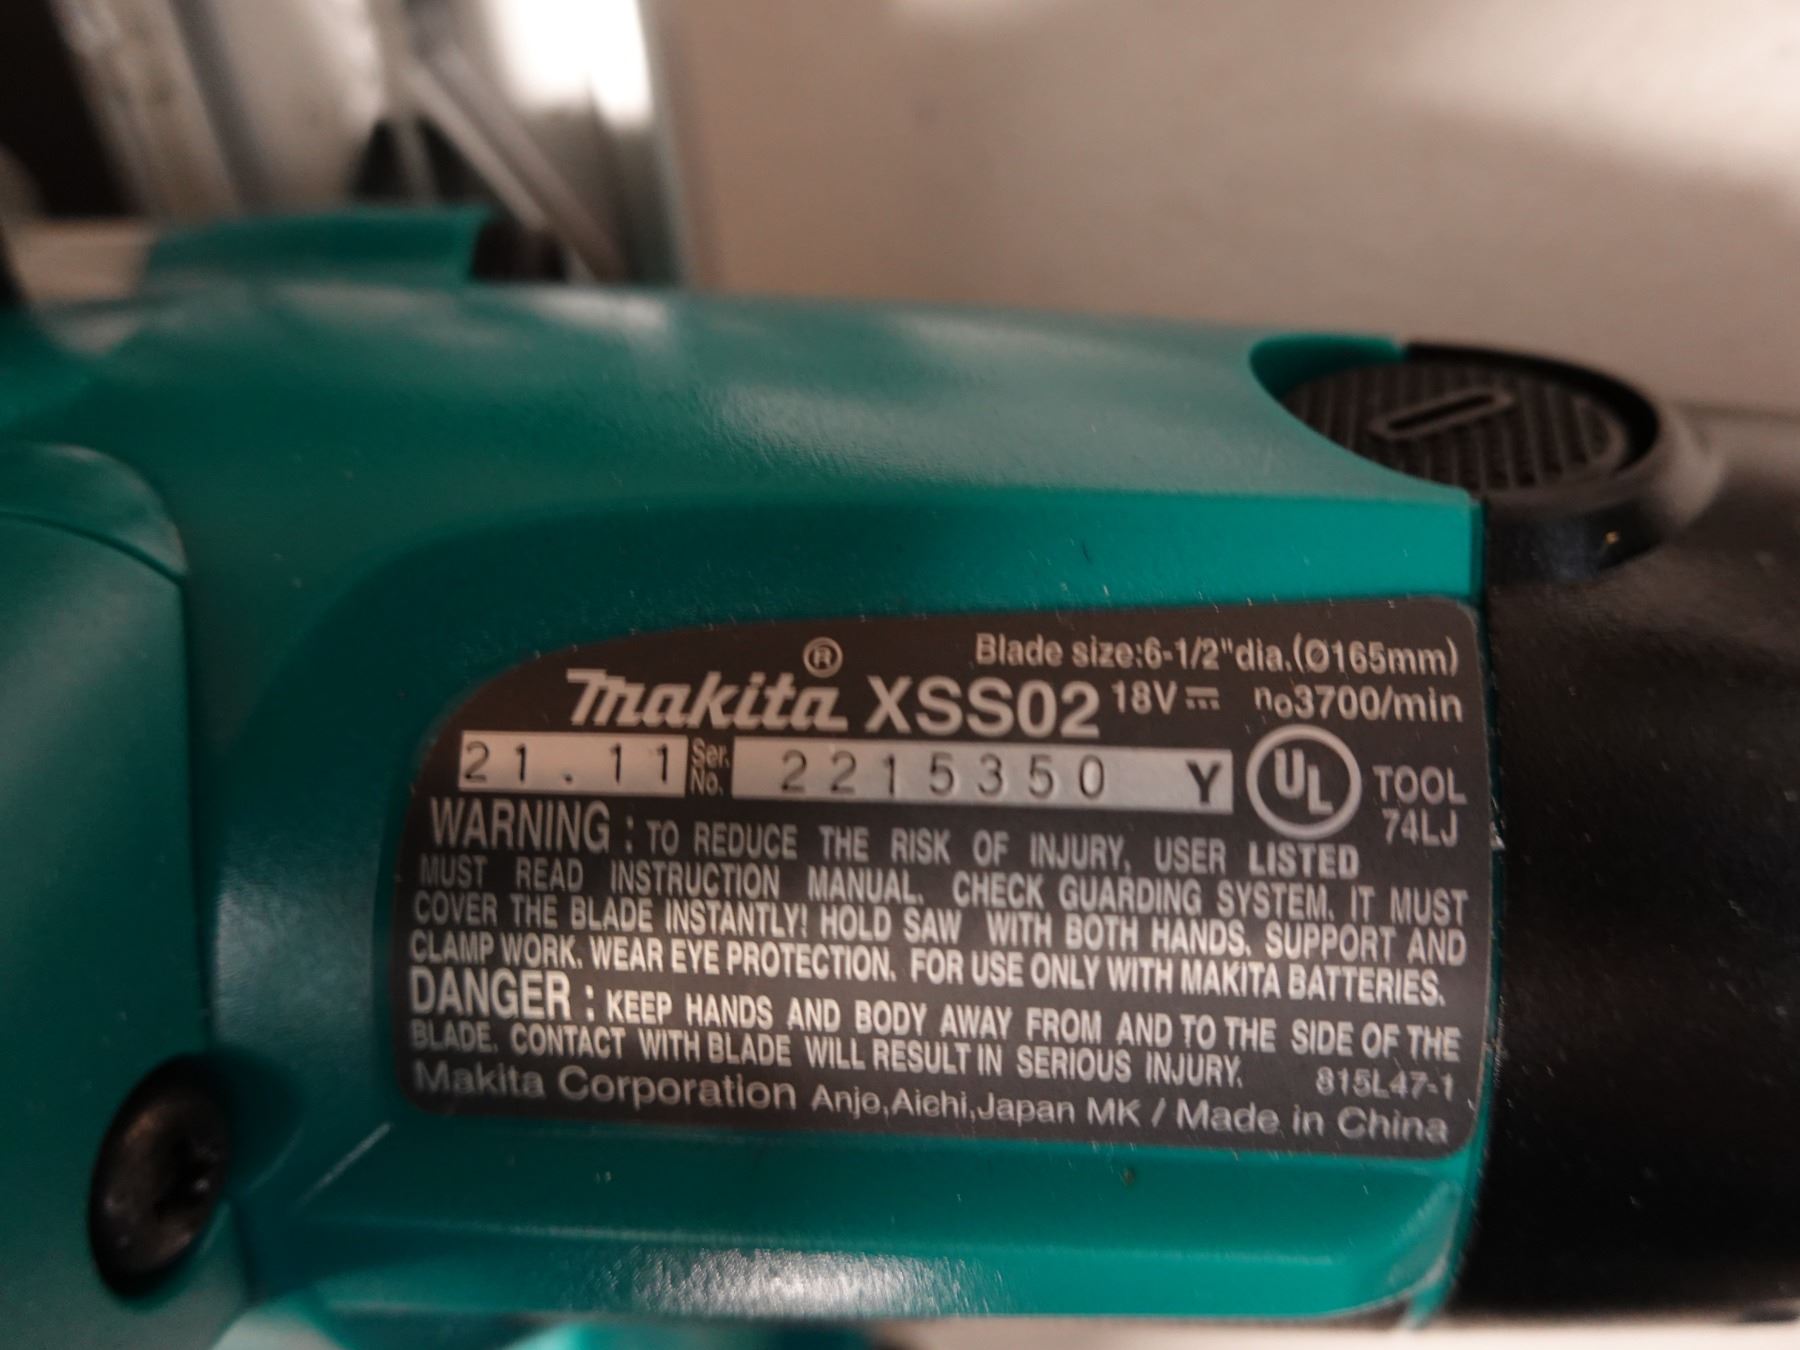 Blade size:6-1/2"dia.(Ø165mm)
makita® XSS02 18V⎓ no3700/min
21.11 Ser. No. 2215350 Y
UL TOOL
74LJ
WARNING : TO REDUCE THE RISK OF INJURY, USER LISTED
MUST READ INSTRUCTION MANUAL. CHECK GUARDING SYSTEM. IT MUST
COVER THE BLADE INSTANTLY! HOLD SAW WITH BOTH HANDS. SUPPORT AND
CLAMP WORK. WEAR EYE PROTECTION. FOR USE ONLY WITH MAKITA BATTERIES.
DANGER : KEEP HANDS AND BODY AWAY FROM AND TO THE SIDE OF THE
BLADE. CONTACT WITH BLADE WILL RESULT IN SERIOUS INJURY.
815L47-1
Makita Corporation Anjo,Aichi,Japan MK / Made in China